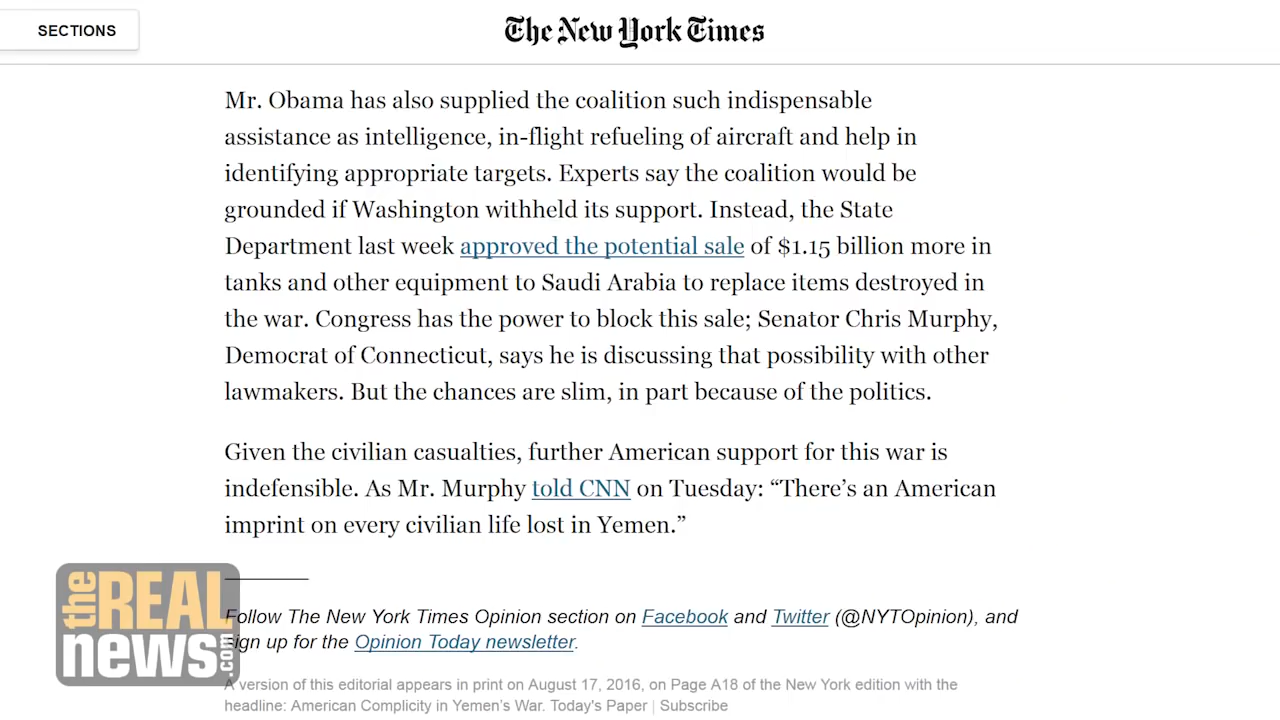 SECTIONS
The New York Times
Mr. Obama has also supplied the coalition such indispensable
assistance as intelligence, in-flight refueling of aircraft and help in
identifying appropriate targets. Experts say the coalition would be
grounded if Washington withheld its support. Instead, the State
Department last week approved the potential sale of $1.15 billion more in
tanks and other equipment to Saudi Arabia to replace items destroyed in
the war. Congress has the power to block this sale; Senator Chris Murphy,
Democrat of Connecticut, says he is discussing that possibility with other
lawmakers. But the chances are slim, in part because of the politics.
Given the civilian casualties, further American support for this war is
indefensible. As Mr. Murphy told CNN on Tuesday: “There’s an American
imprint on every civilian life lost in Yemen.”
Follow The New York Times Opinion section on Facebook and Twitter (@NYTOpinion), and
sign up for the Opinion Today newsletter.
A version of this editorial appears in print on August 17, 2016, on Page A18 of the New York edition with the
headline: American Complicity in Yemen’s War. Today's Paper | Subscribe
the REAL
news.com